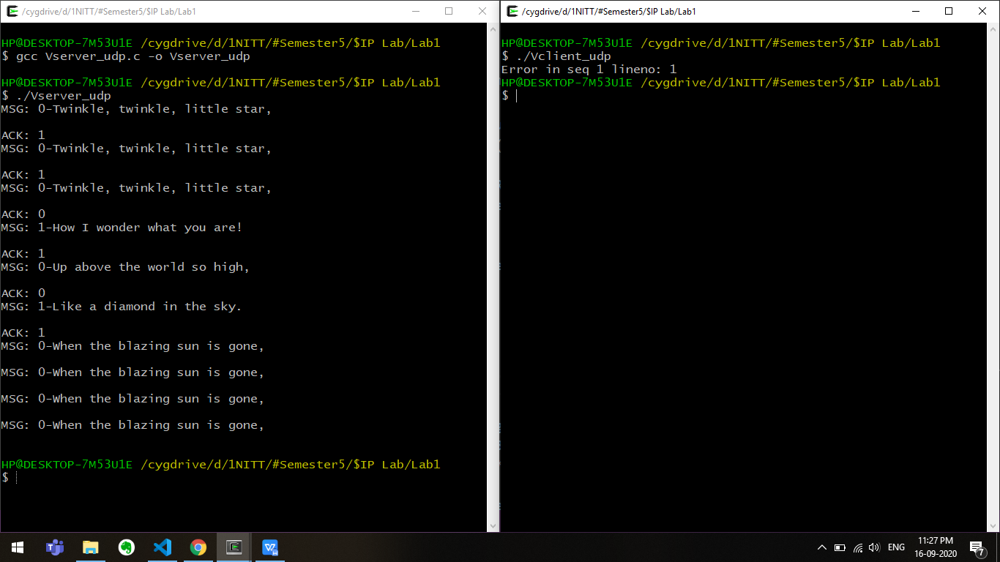 /cygdrive/d/1NITT/#Semester5/$IP Lab/Lab1
HP@DESKTOP-7M53U1E /cygdrive/d/1NITT/#Semester5/$IP Lab/Lab1
$ gcc Vserver_udp.c -o Vserver_udp
HP@DESKTOP-7M53U1E /cygdrive/d/1NITT/#Semester5/$IP Lab/Lab1
$ ./Vserver_udp
MSG: 0-Twinkle, twinkle, little star,
ACK: 1
MSG: 0-Twinkle, twinkle, little star,
ACK: 1
MSG: 0-Twinkle, twinkle, little star,
ACK: 0
MSG: 1-How I wonder what you are!
ACK: 1
MSG: 0-Up above the world so high,
ACK: 0
MSG: 1-Like a diamond in the sky.
ACK: 1
MSG: 0-When the blazing sun is gone,
MSG: 0-When the blazing sun is gone,
MSG: 0-When the blazing sun is gone,
MSG: 0-When the blazing sun is gone,
HP@DESKTOP-7M53U1E /cygdrive/d/1NITT/#Semester5/$IP Lab/Lab1
$
/cygdrive/d/1NITT/#Semester5/$IP Lab/Lab1
HP@DESKTOP-7M53U1E /cygdrive/d/1NITT/#Semester5/$IP Lab/Lab1
$ ./Vclient_udp
Error in seq 1 lineno: 1
HP@DESKTOP-7M53U1E /cygdrive/d/1NITT/#Semester5/$IP Lab/Lab1
$
ENG
11:27 PM
16-09-2020
7